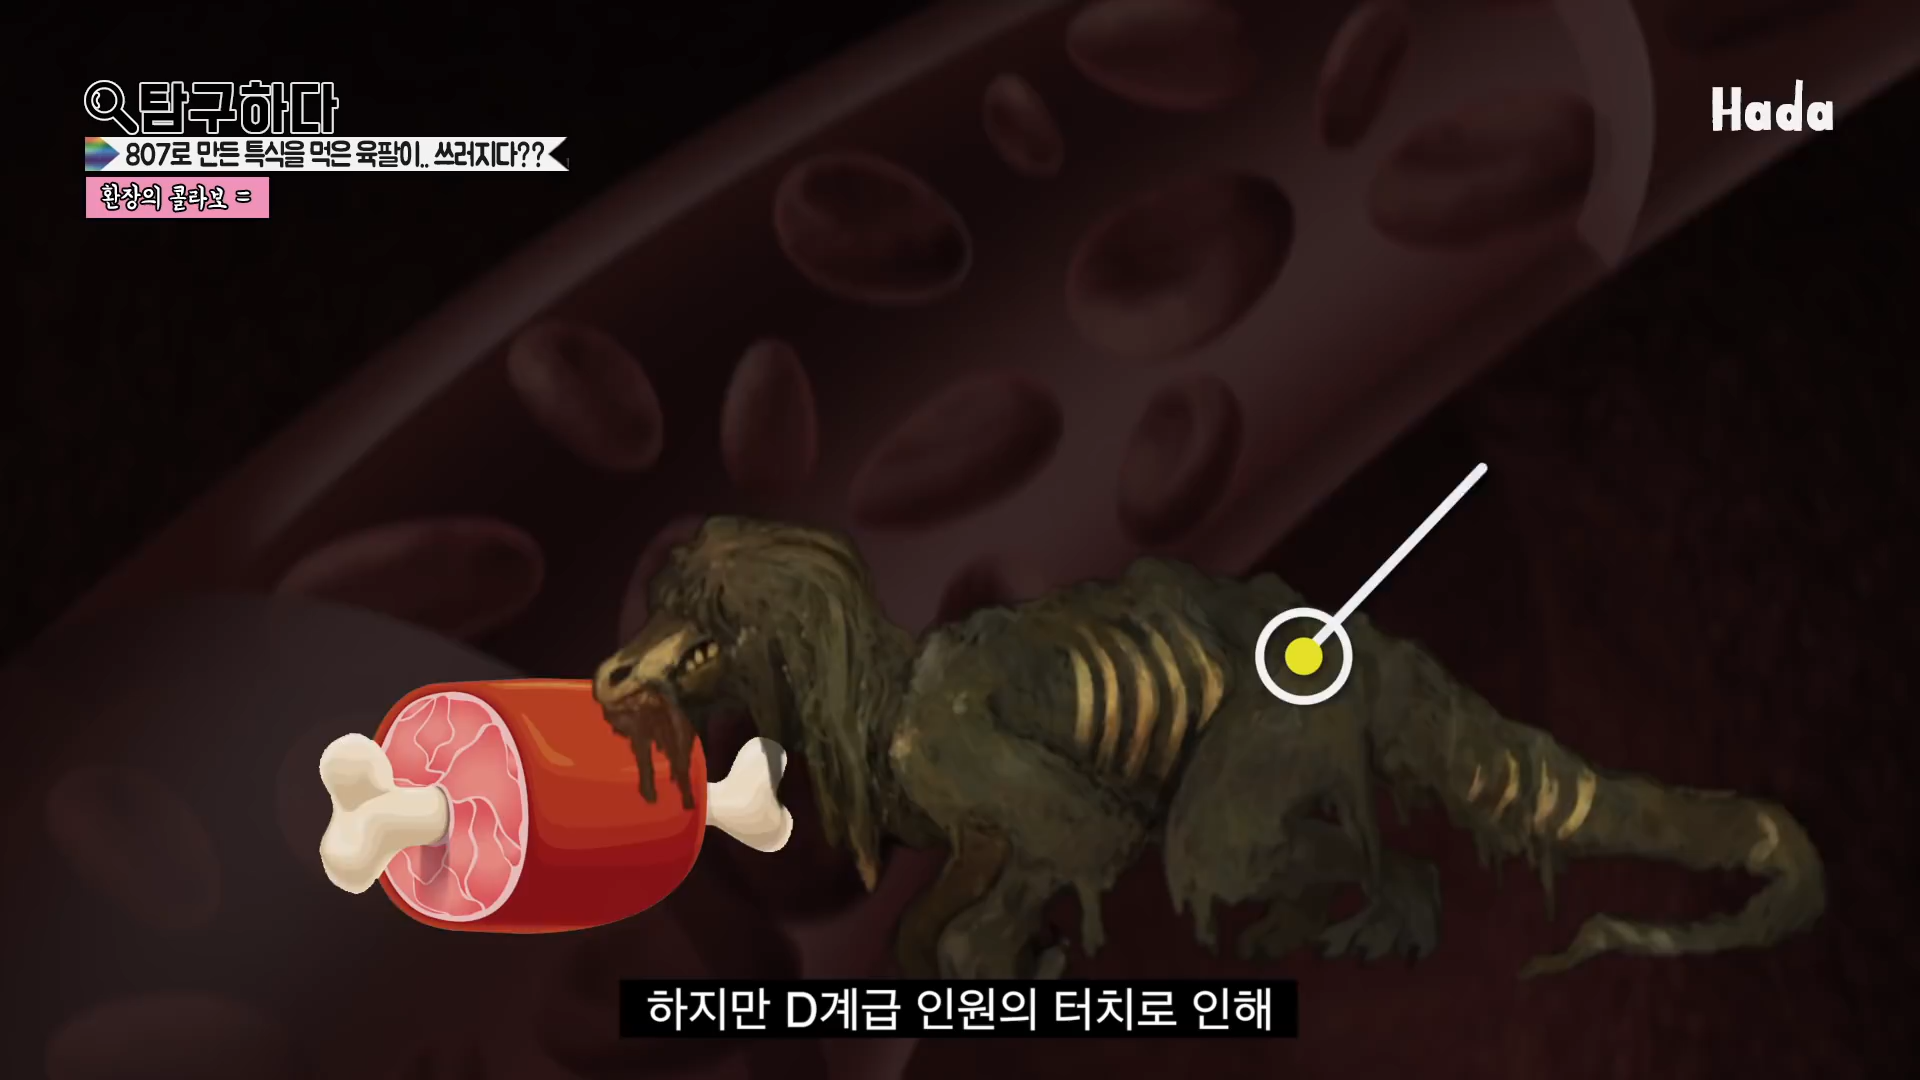 탐구하다
Hada
807로 만든 특식을 먹은 육팔이.. 쓰러지다??
환장의 콜라보 =
하지만 D계급 인원의 터치로 인해